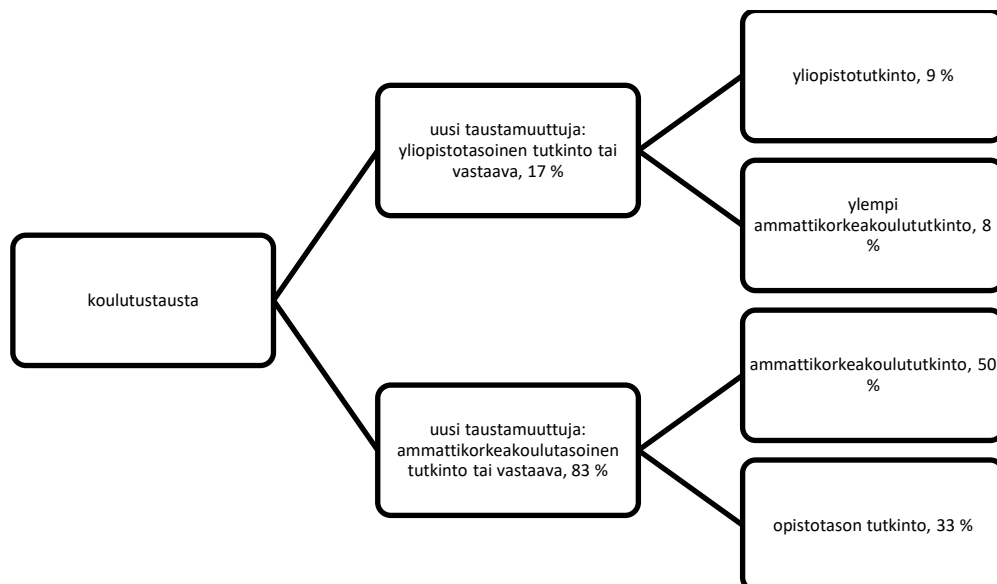 koulutustausta
uusi taustamuuttuja:
yliopistotasoinen tutkinto tai
vastaava, 17 %
yliopistotutkinto, 9 %
ylempi
ammattikorkeakoulututkinto, 8
%
uusi taustamuuttuja:
ammattikorkeakoulutasoinen
tutkinto tai vastaava, 83 %
ammattikorkeakoulututkinto, 50
%
opistotason tutkinto, 33 %